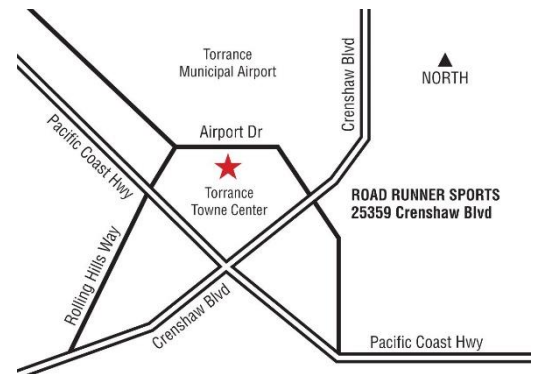 Torrance
Municipal Airport
Crenshaw Blvd
NORTH
Pacific Coast Hwy
Airport Dr
Torrance
Towne Center
ROAD RUNNER SPORTS
25359 Crenshaw Blvd
Rolling Hills Way
Crenshaw Blvd
Pacific Coast Hwy